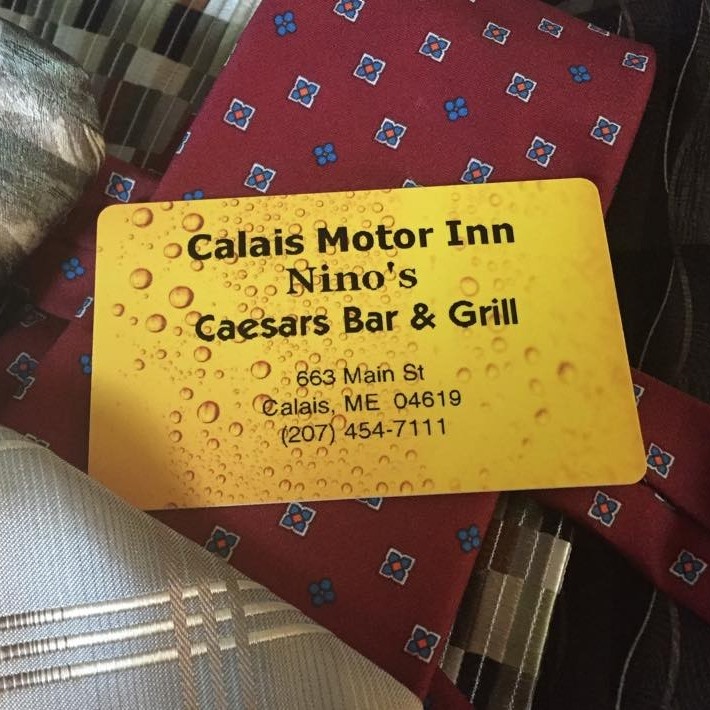 Calais Motor Inn
Nino's
Caesars Bar & Grill
663 Main St
Calais, ME 04619
(207) 454-7111